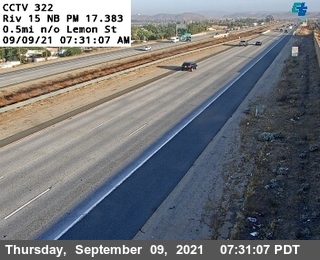 CCTV 322
Riv 15 NB PM 17.383
0.5mi n/o Lemon St
09/09/21 07:31:07 AM
Thursday, September 09, 2021 07:31:07 PDT